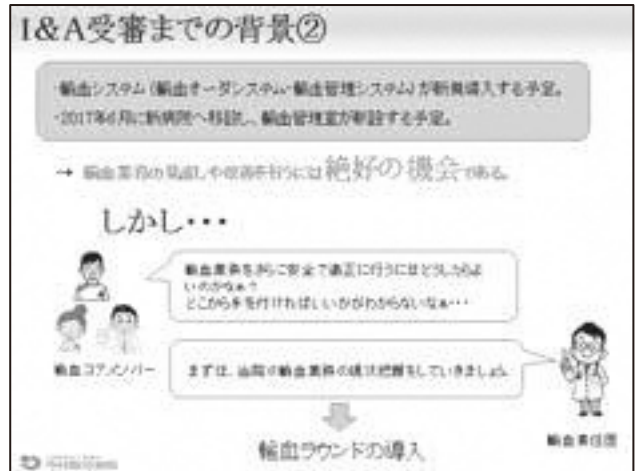 I&A受審までの背景②
・輸血システム(輸血オーダシステム・輸血管理システム)が新規導入する予定。
・2017年6月に新病院へ移設し、輸血管理室が新設する予定。
→ 輸血業務の見直しや改善を行うには絶好の機会である。
しかし・・・
輸血業務をさらに安全で適正に行うにはどうしたらよ
いのかなぁ?
どこから手を付ければいいかがわからないなぁ・・・
輸血コアメンバー
まずは、当院の輸血業務の現状把握をしていきましょう
輸血責任医
輸血ラウンドの導入